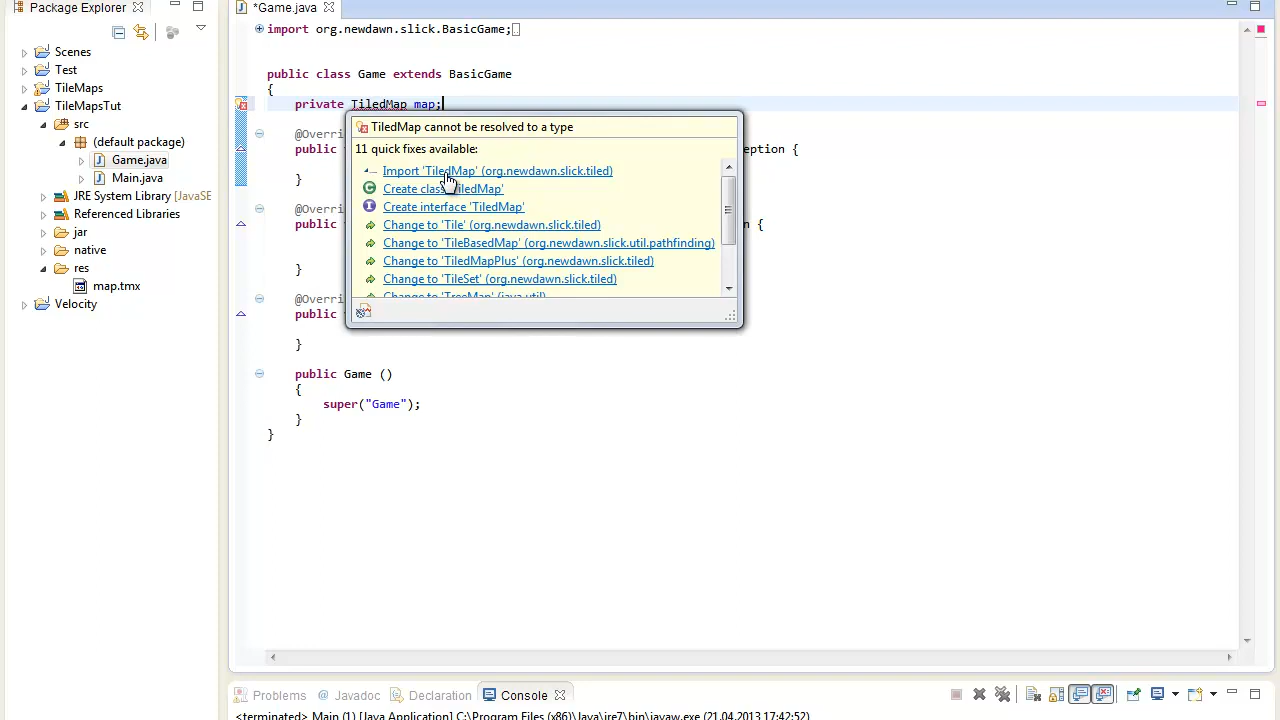 Package Explorer
Scenes
Test
TileMaps
TileMapsTut
src
(default package)
Game.java
Main.java
JRE System Library [JavaSE
Referenced Libraries
jar
native
res
map.tmx
Velocity
*Game.java
import org.newdawn.slick.BasicGame;
public class Game extends BasicGame
{
private TiledMap map;
@Overri
public
eption {
}
@Overri
public
{
}
@Overri
public
}
public Game ()
{
super("Game");
}
}
TiledMap cannot be resolved to a type
11 quick fixes available:
Import 'TiledMap' (org.newdawn.slick.tiled)
Create class 'TiledMap'
Create interface 'TiledMap'
Change to 'Tile' (org.newdawn.slick.tiled)
Change to 'TileBasedMap' (org.newdawn.slick.util.pathfinding)
Change to 'TiledMapPlus' (org.newdawn.slick.tiled)
Change to 'TileSet' (org.newdawn.slick.tiled)
Change to 'TreeMap' (java.util)
Problems
@ Javadoc
Declaration
Console
<terminated> Main (1) [Java Application] C:\Program Files (x86)\Java\jre7\bin\javaw.exe (21.04.2013 17:42:52)